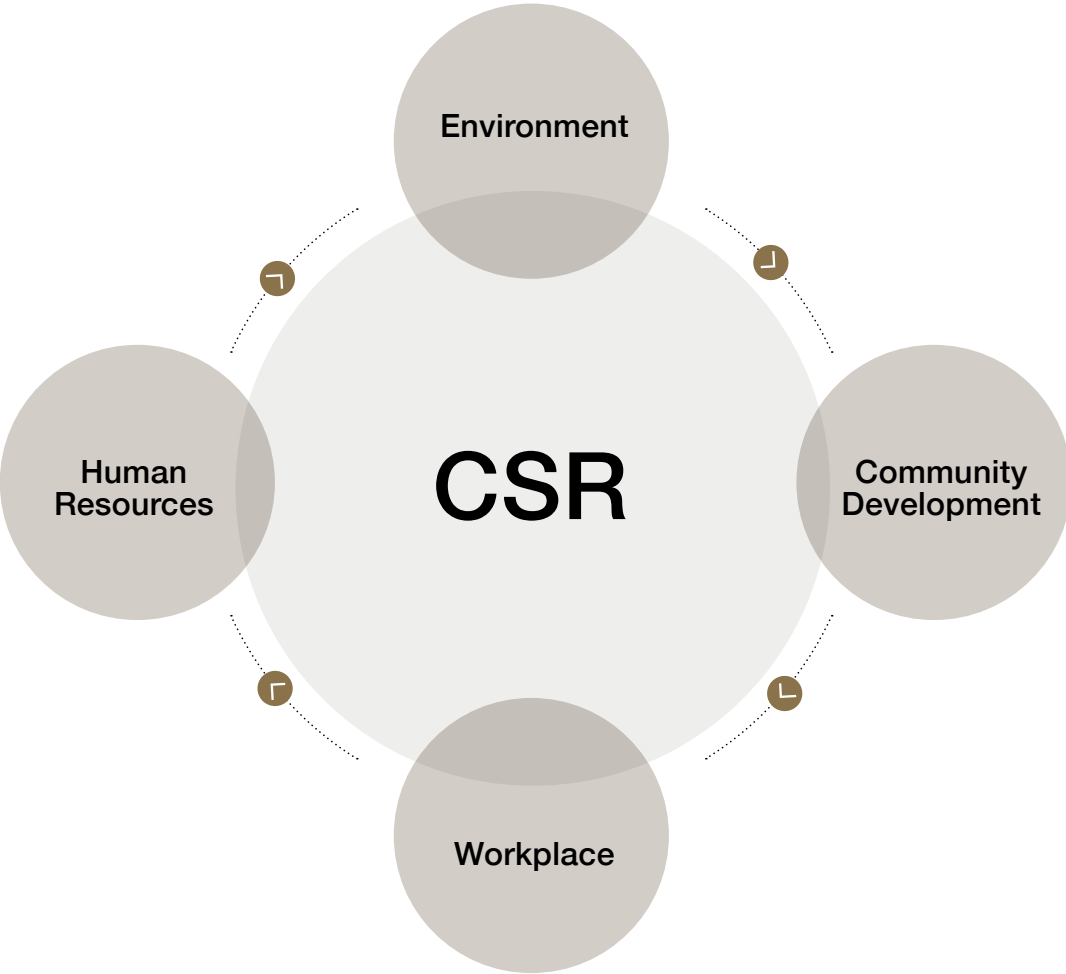 Environment
Human
Resources
CSR
Community
Development
Workplace